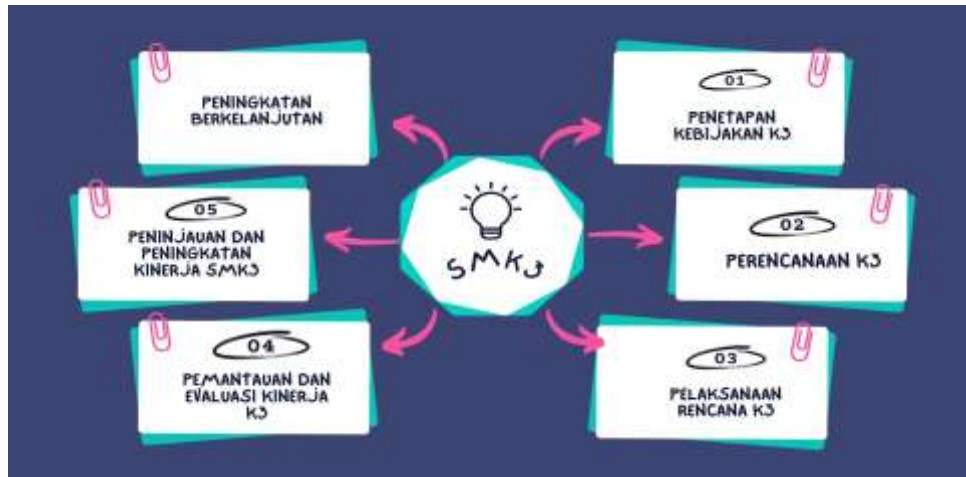 PENINGKATAN
BERKELANJUTAN
01
PENETAPAN
KEBIJAKAN K3
05
PENINJAUAN DAN
PENINGKATAN
KINERJA SMK3
SMK3
02
PERENCANAAN K3
04
PEMANTAUAN DAN
EVALUASI KINERJA
K3
03
PELAKSANAAN
RENCANA K3